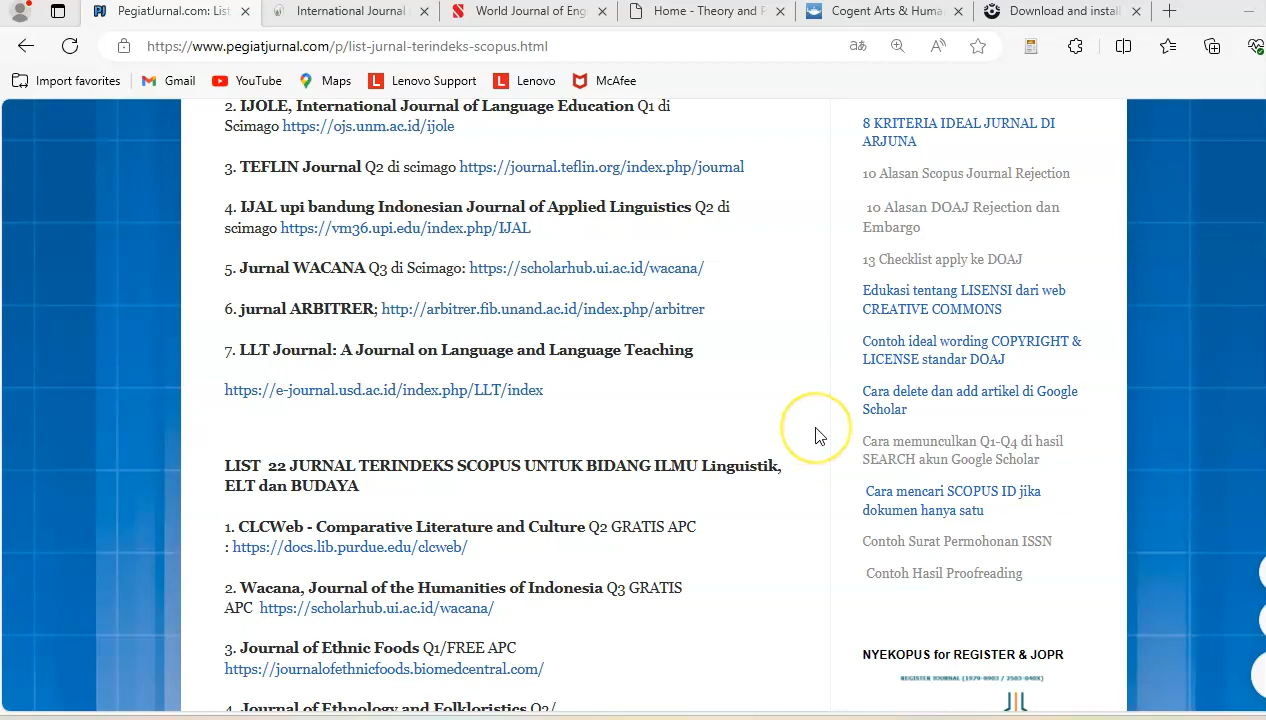 PegiatJurnal.com: List
International Journal
World Journal of Eng
Home - Theory and P
Cogent Arts & Huma
Download and install
https://www.pegiatjurnal.com/p/list-jurnal-terindeks-scopus.html
Import favorites
Gmail
YouTube
Maps
Lenovo Support
Lenovo
McAfee
2. IJOLE, International Journal of Language Education Q1 di
Scimago https://ojs.unm.ac.id/ijole
3. TEFLIN Journal Q2 di scimago https://journal.teflin.org/index.php/journal
4. IJAL upi bandung Indonesian Journal of Applied Linguistics Q2 di
scimago https://vm36.upi.edu/index.php/IJAL
5. Jurnal WACANA Q3 di Scimago: https://scholarhub.ui.ac.id/wacana/
6. jurnal ARBITRER; http://arbitrer.fib.unand.ac.id/index.php/arbitrer
7. LLT Journal: A Journal on Language and Language Teaching
https://e-journal.usd.ac.id/index.php/LLT/index
LIST 22 JURNAL TERINDEKS SCOPUS UNTUK BIDANG ILMU Linguistik,
ELT dan BUDAYA
1. CLCWeb - Comparative Literature and Culture Q2 GRATIS APC
: https://docs.lib.purdue.edu/clcweb/
2. Wacana, Journal of the Humanities of Indonesia Q3 GRATIS
APC https://scholarhub.ui.ac.id/wacana/
3. Journal of Ethnic Foods Q1/FREE APC
https://journalofethnicfoods.biomedcentral.com/
4. Journal of Ethnology and Folkloristics Q2/
8 KRITERIA IDEAL JURNAL DI
ARJUNA
10 Alasan Scopus Journal Rejection
10 Alasan DOAJ Rejection dan
Embargo
13 Checklist apply ke DOAJ
Edukasi tentang LISENSI dari web
CREATIVE COMMONS
Contoh ideal wording COPYRIGHT &
LICENSE standar DOAJ
Cara delete dan add artikel di Google
Scholar
Cara memunculkan Q1-Q4 di hasil
SEARCH akun Google Scholar
Cara mencari SCOPUS ID jika
dokumen hanya satu
Contoh Surat Permohonan ISSN
Contoh Hasil Proofreading
NYEKOPUS for REGISTER & JOPR